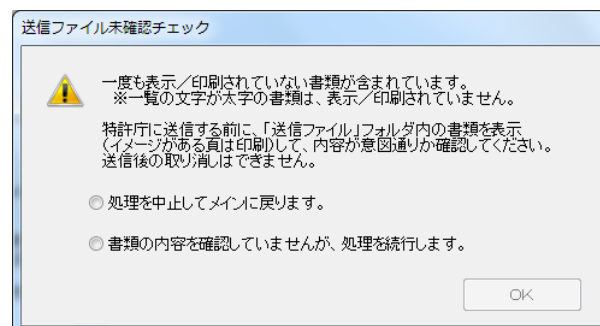 送信ファイル未確認チェック
一度も表示／印刷されていない書類が含まれています。
※一覧の文字が太字の書類は、表示／印刷されていません。
特許庁に送信する前に、「送信ファイル」フォルダ内の書類を表示
（イメージがある頁は印刷）して、内容が意図通りか確認してください。
送信後の取り消しはできません。
処理を中止してメインに戻ります。
書類の内容を確認していませんが、処理を続行します。
OK